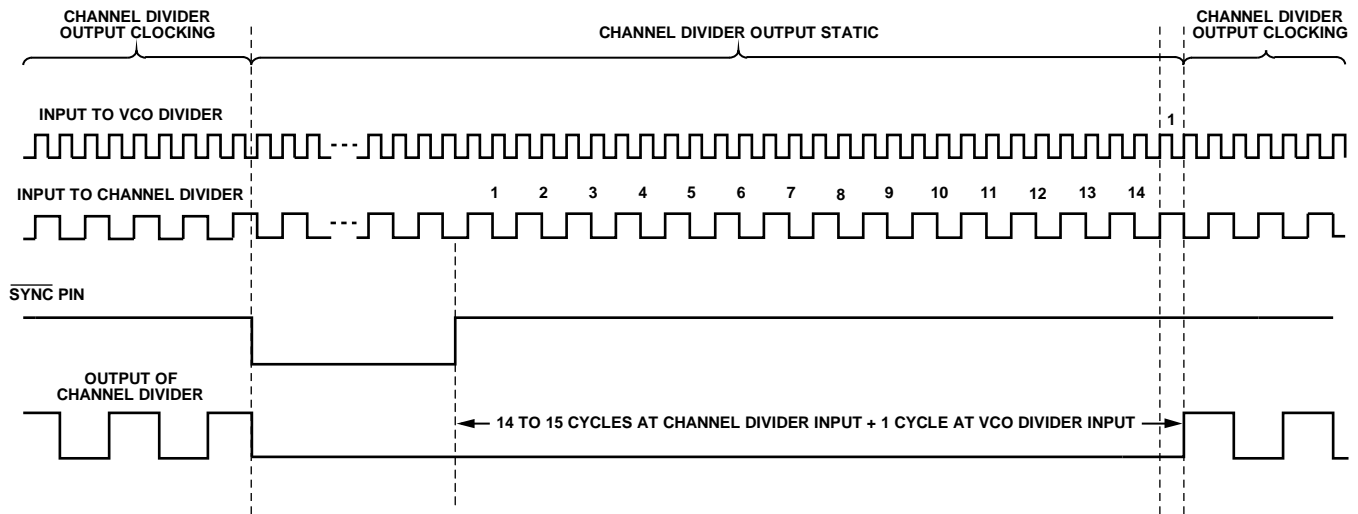 CHANNEL DIVIDER
OUTPUT CLOCKING
CHANNEL DIVIDER OUTPUT STATIC
CHANNEL DIVIDER
OUTPUT CLOCKING
INPUT TO VCO DIVIDER
1
INPUT TO CHANNEL DIVIDER
1 2 3 4 5 6 7 8 9 10 11 12 13 14
SYNC PIN
OUTPUT OF
CHANNEL DIVIDER
14 TO 15 CYCLES AT CHANNEL DIVIDER INPUT + 1 CYCLE AT VCO DIVIDER INPUT